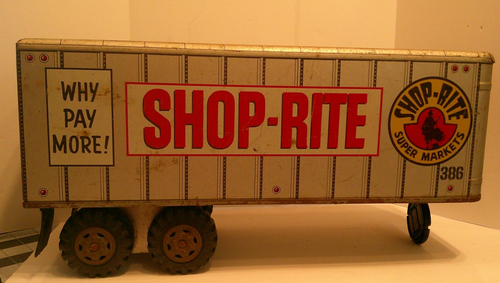 WHY
PAY
MORE!
SHOP-RITE
SHOP-RITE
SUPER MARKETS
386